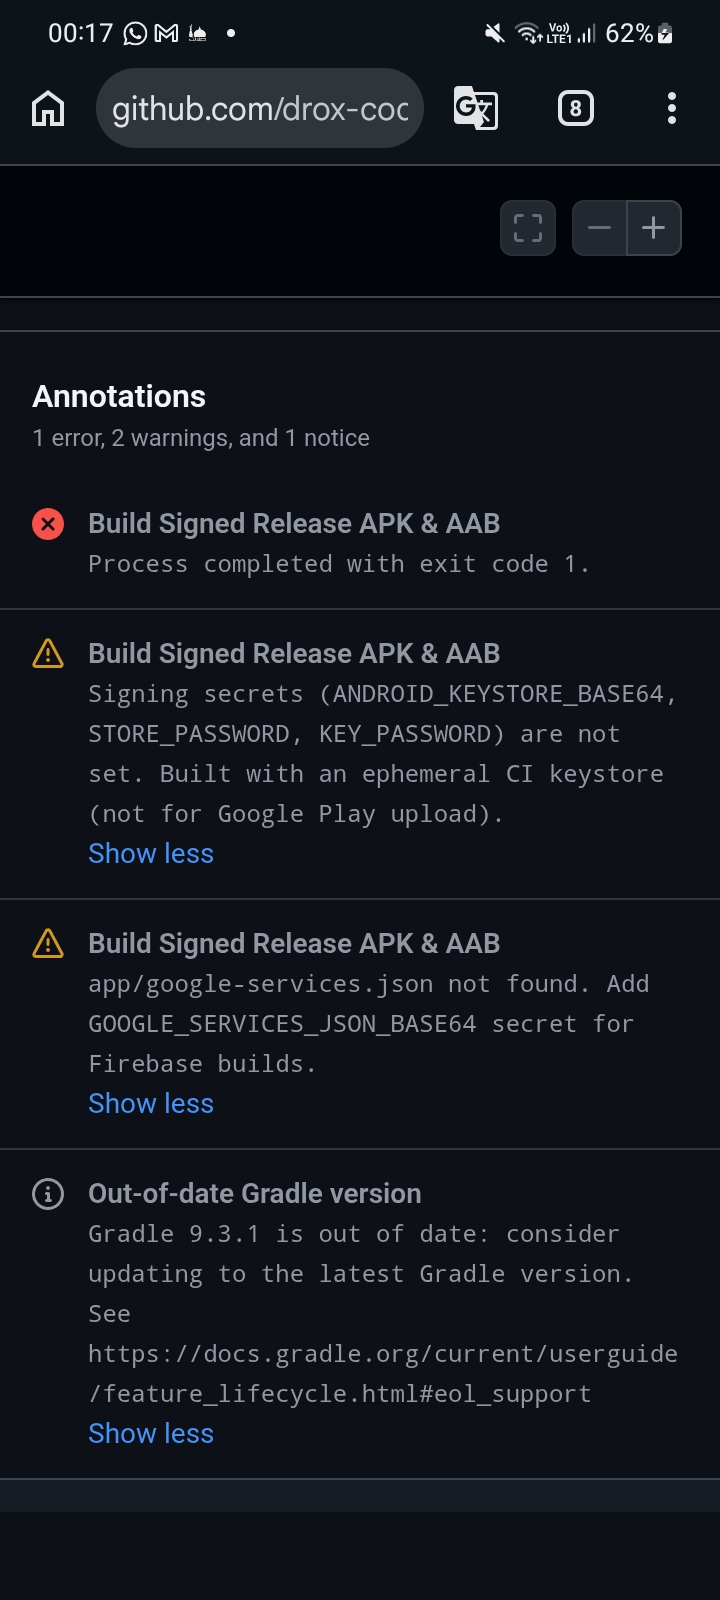 00:17
Vo))
LTE1
62%
github.com/drox-coc
8
Annotations
1 error, 2 warnings, and 1 notice
Build Signed Release APK & AAB
Process completed with exit code 1.
Build Signed Release APK & AAB
Signing secrets (ANDROID_KEYSTORE_BASE64,
STORE_PASSWORD, KEY_PASSWORD) are not
set. Built with an ephemeral CI keystore
(not for Google Play upload).
Show less
Build Signed Release APK & AAB
app/google-services.json not found. Add
GOOGLE_SERVICES_JSON_BASE64 secret for
Firebase builds.
Show less
Out-of-date Gradle version
Gradle 9.3.1 is out of date: consider
updating to the latest Gradle version.
See
https://docs.gradle.org/current/userguide
/feature_lifecycle.html#eol_support
Show less